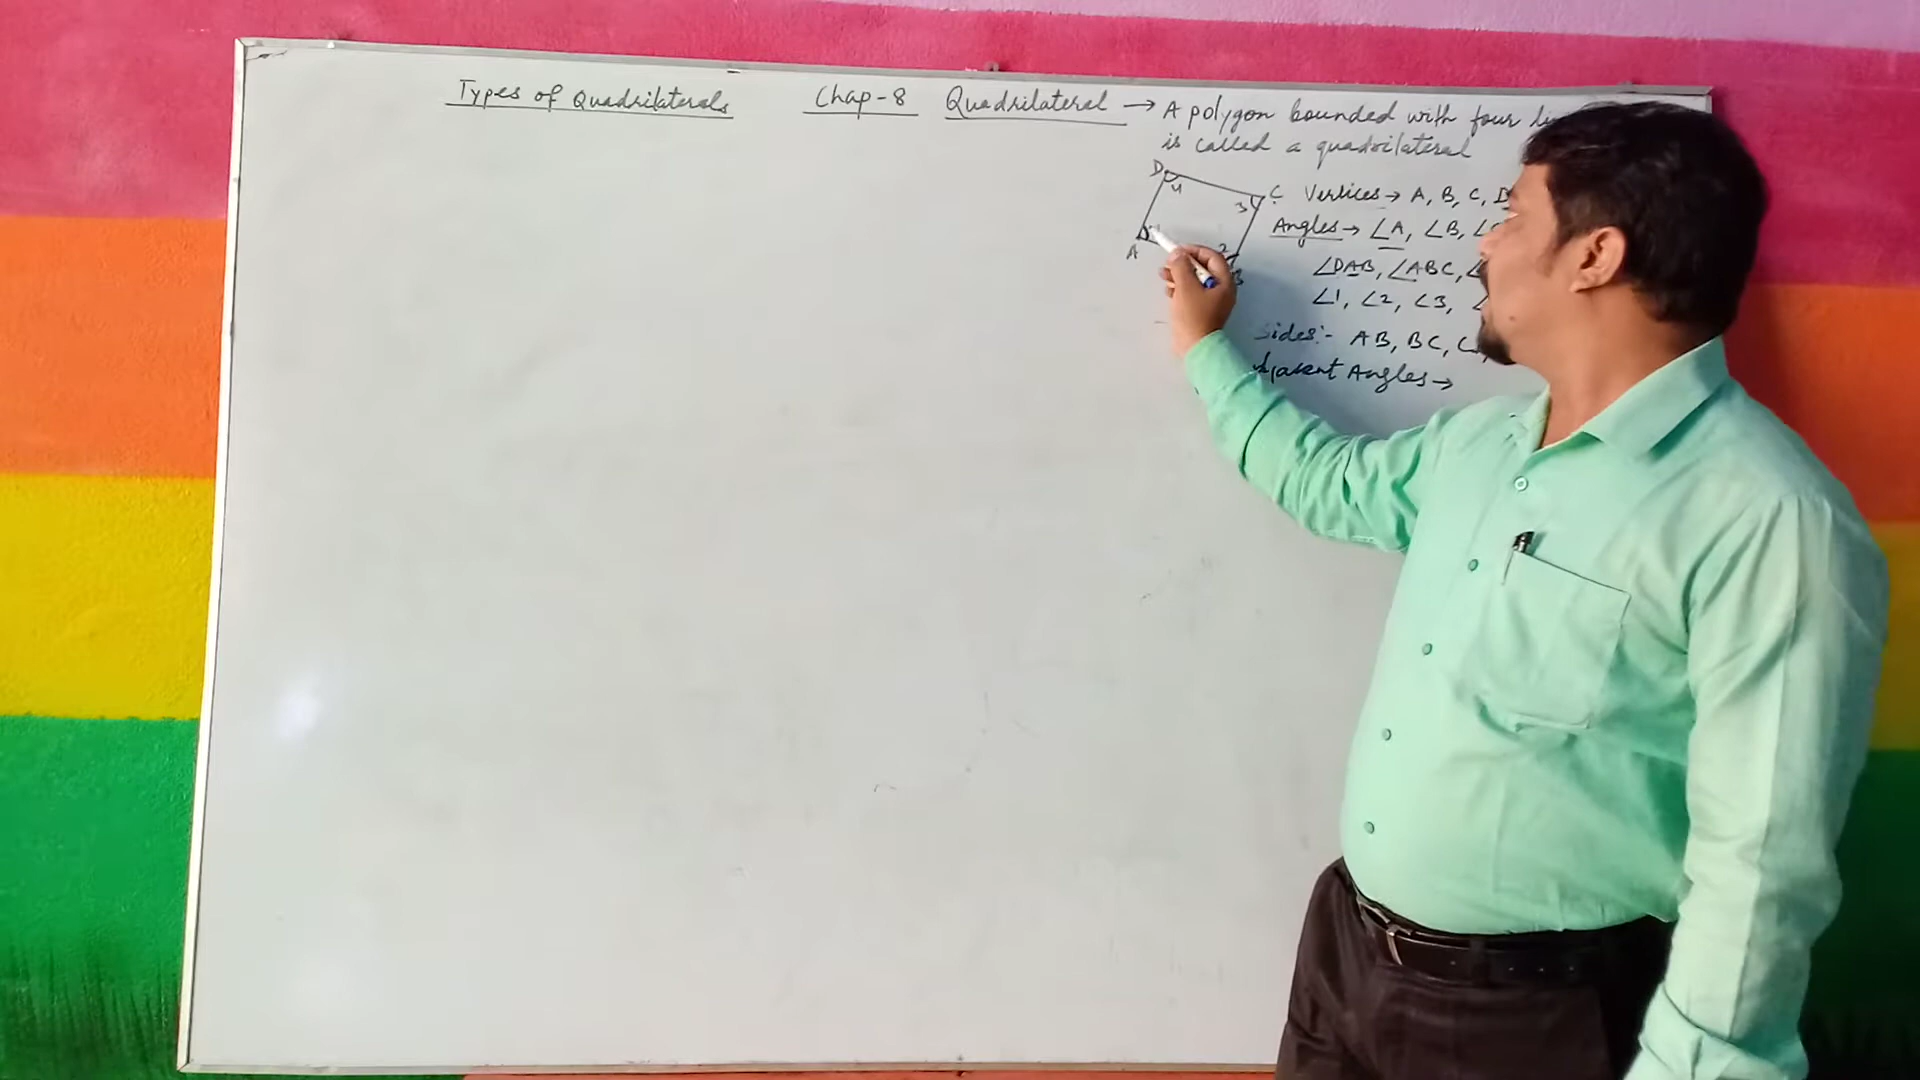 Types of Quadrilaterals
Chap-8
Quadrilateral → A polygon bounded with four
is called a quadrilateral
D
4
C
3
A
2
B
Vertices → A, B, C, D
Angles → ∠A, ∠B,
∠DAB, ∠ABC,
∠1, ∠2, ∠3,
Sides:- AB, BC,
Angles →